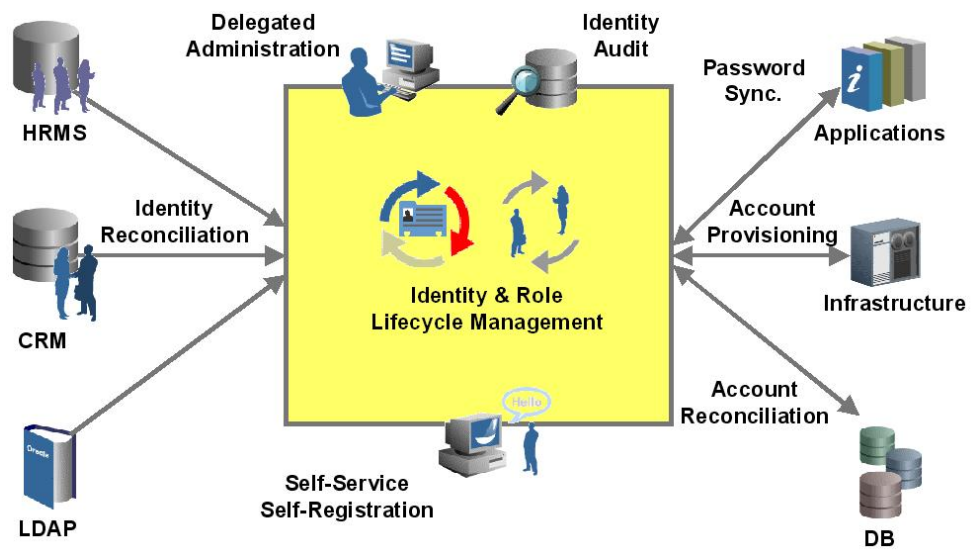 Delegated
Administration
Identity
Audit
HRMS
Password
Sync.
i
Applications
Identity
Reconciliation
CRM
Account
Provisioning
Infrastructure
Identity & Role
Lifecycle Management
Account
Reconciliation
Hello
Oracle
LDAP
Self-Service
Self-Registration
DB